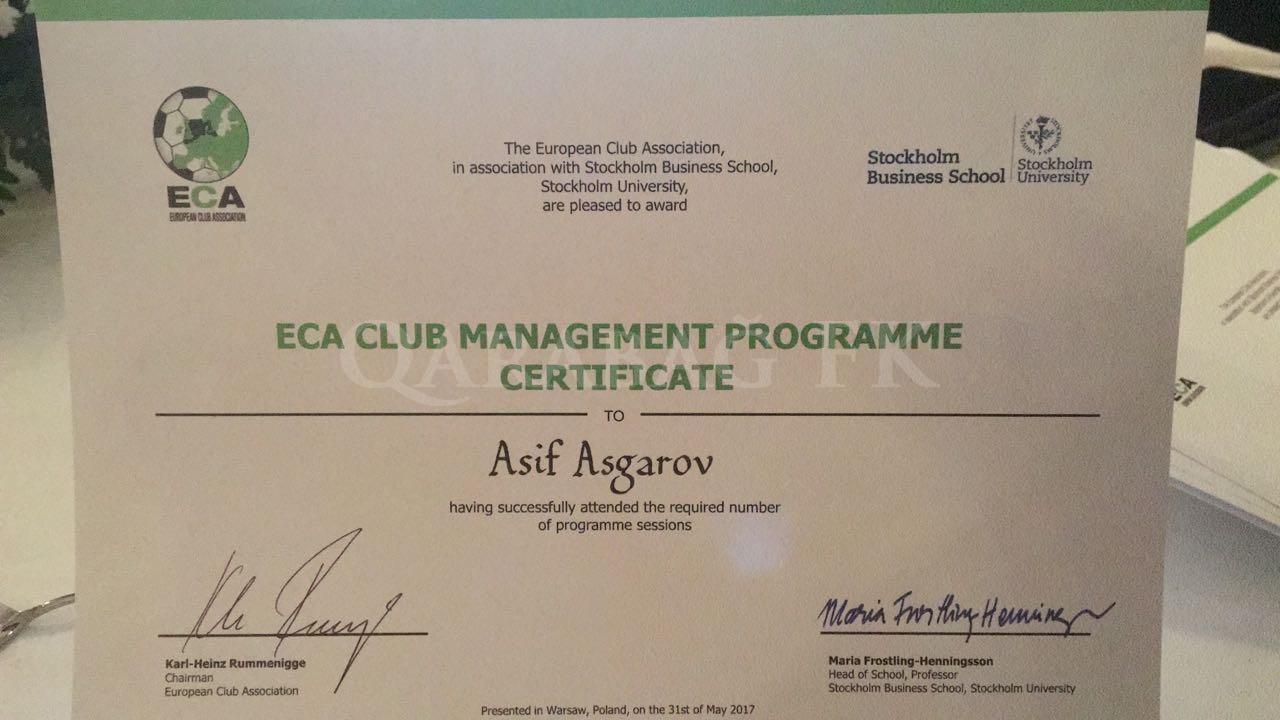 ECA
EUROPEAN CLUB ASSOCIATION
The European Club Association,
in association with Stockholm Business School,
Stockholm University,
are pleased to award
Stockholm
Business School
Stockholm
University
ECA CLUB MANAGEMENT PROGRAMME
CERTIFICATE
QARABAĞ FK
TO
Asif Asgarov
having successfully attended the required number
of programme sessions
Karl-Heinz Rummenigge
Chairman
European Club Association
Maria Frostling-Henningsson
Head of School, Professor
Stockholm Business School, Stockholm University
Presented in Warsaw, Poland, on the 31st of May 2017